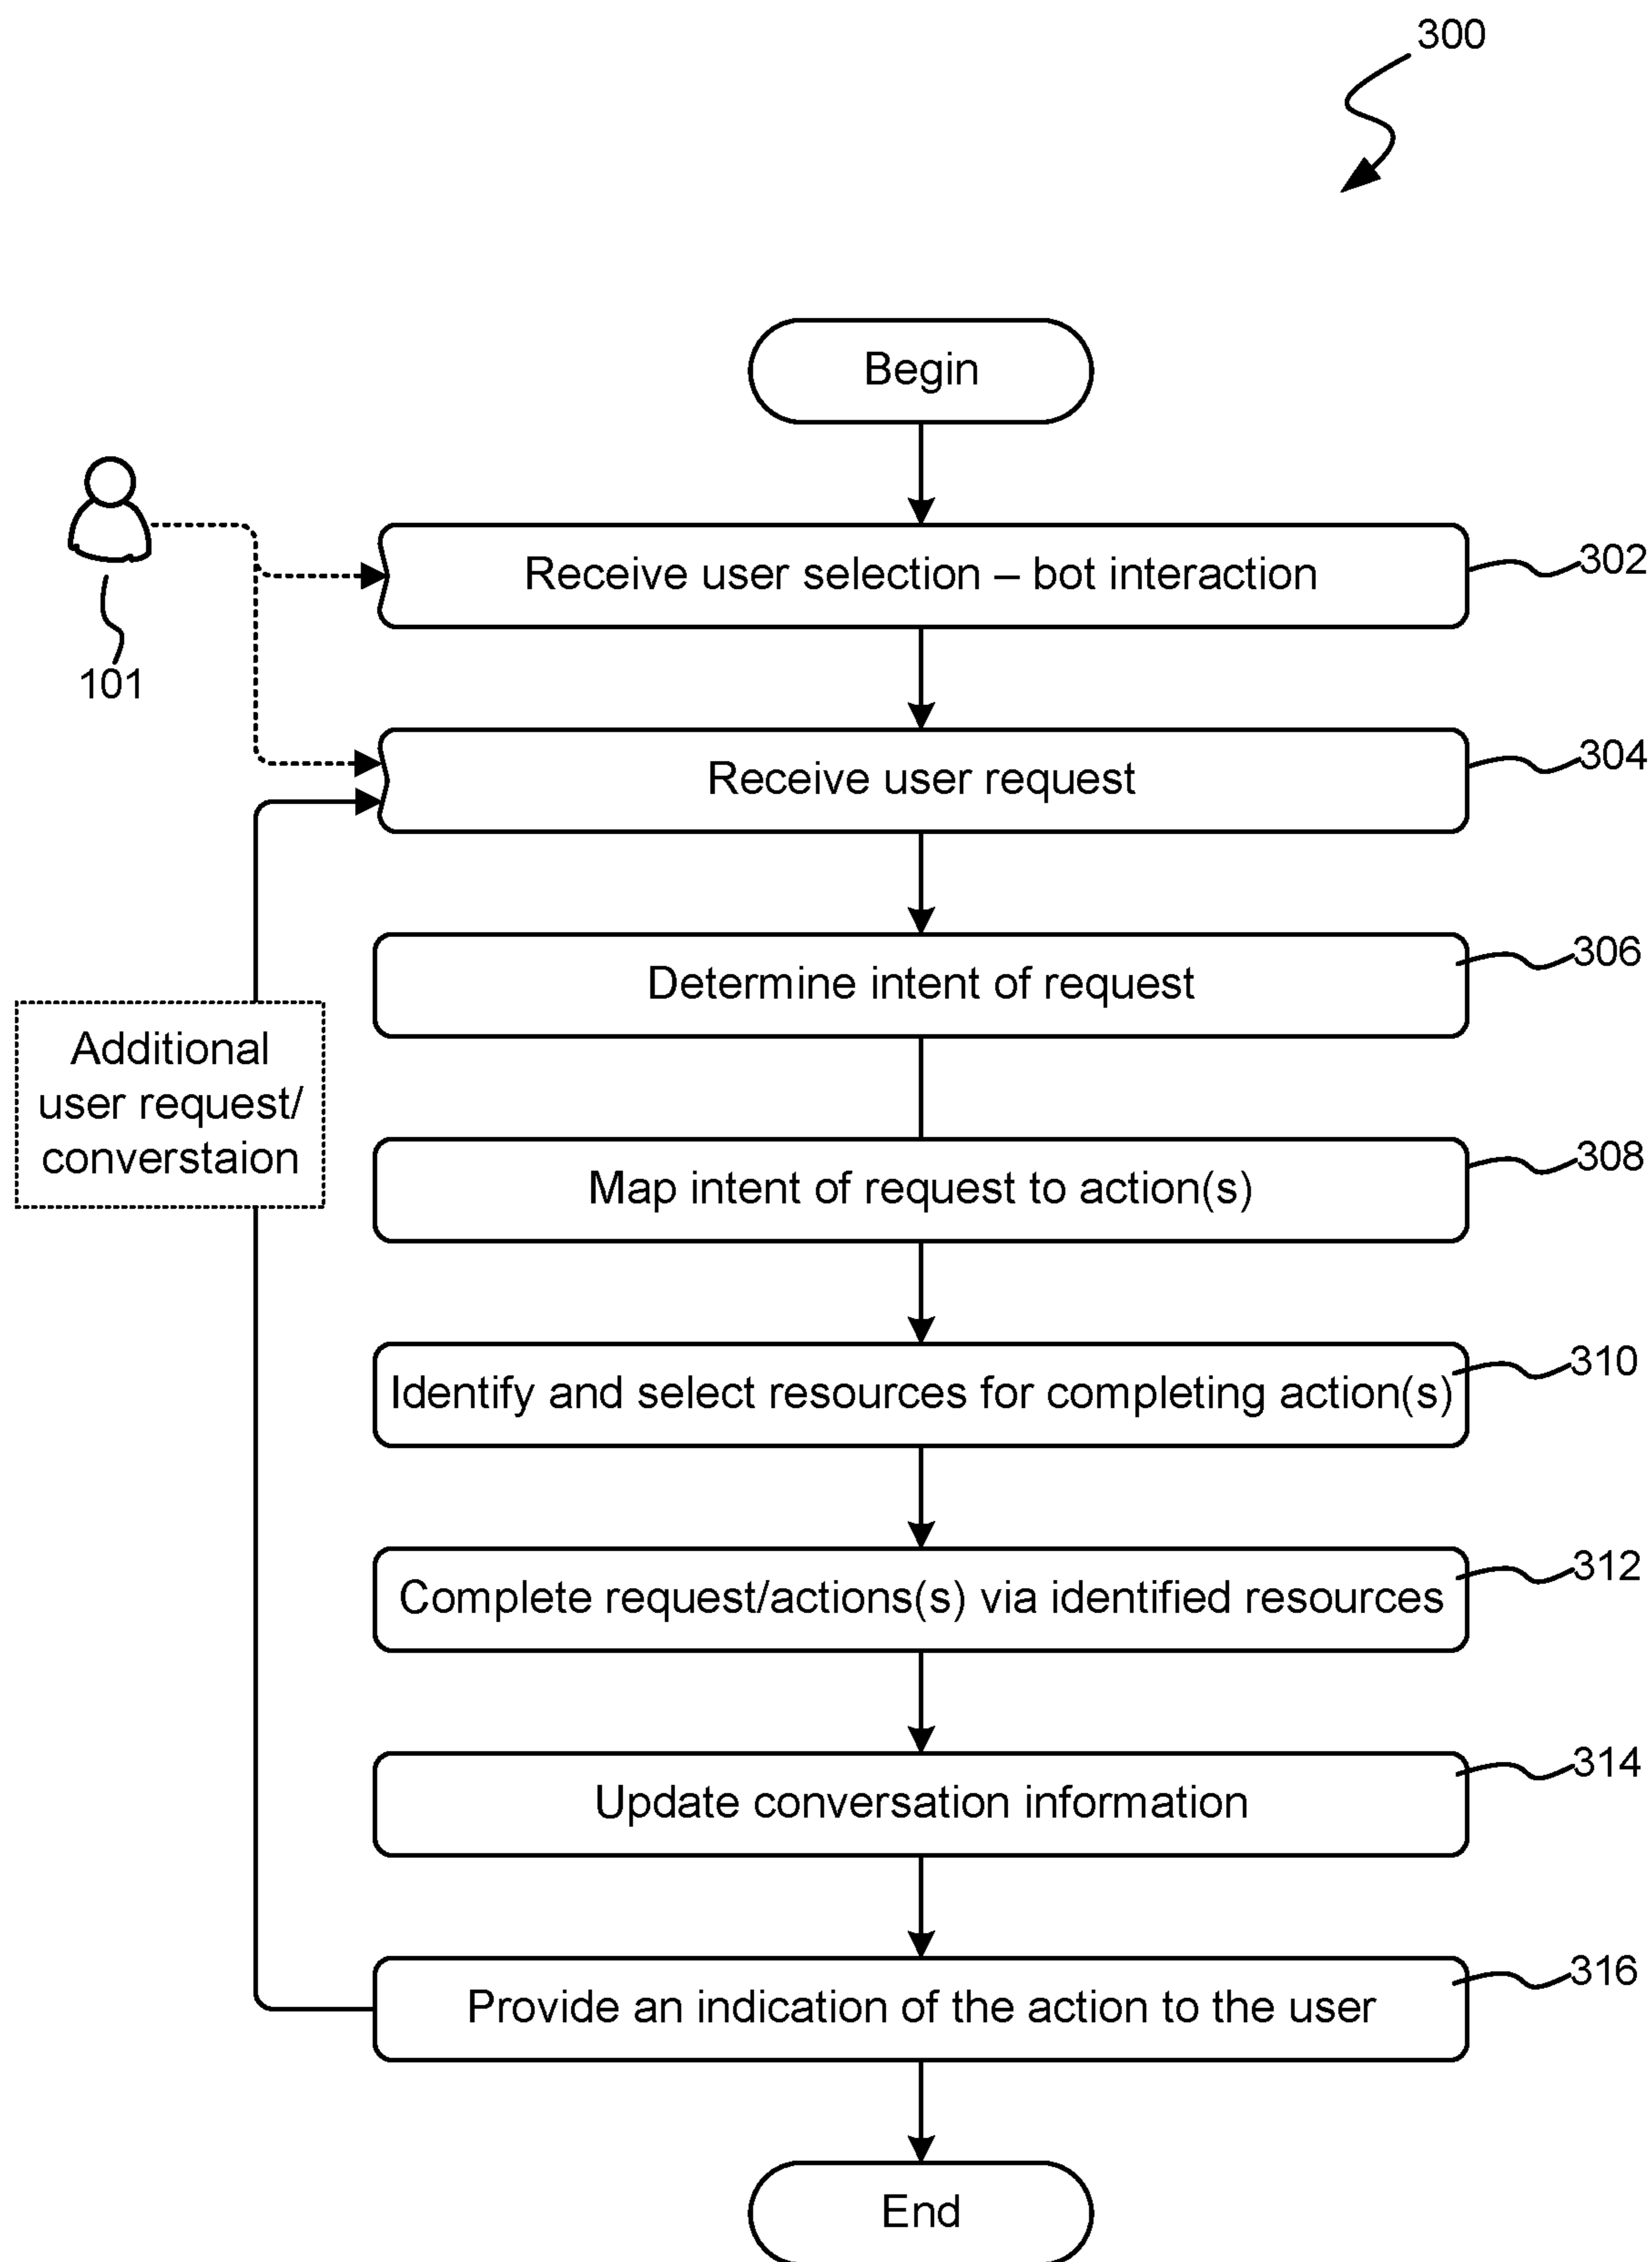 300
Begin
Receive user selection – bot interaction
302
101
Receive user request
304
Determine intent of request
306
Additional
user request/
converstaion
Map intent of request to action(s)
308
Identify and select resources for completing action(s)
310
Complete request/actions(s) via identified resources
312
Update conversation information
314
Provide an indication of the action to the user
316
End